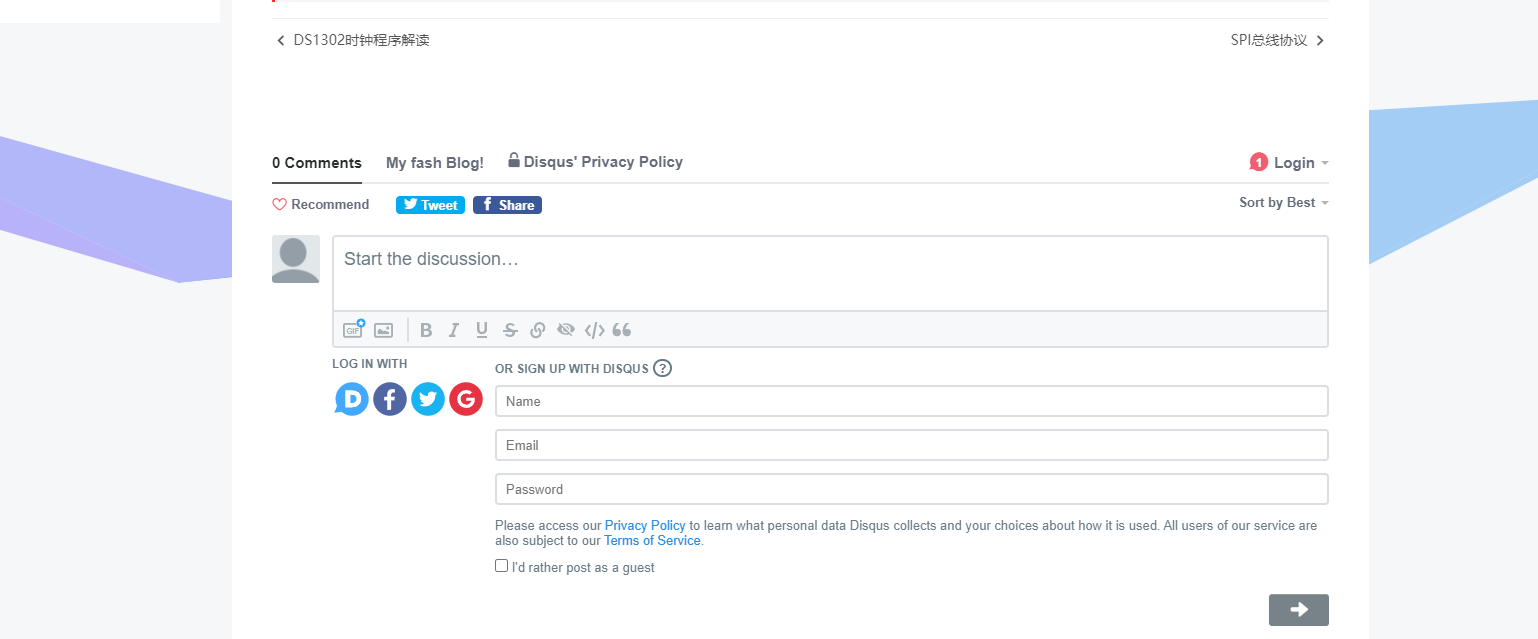 DS1302时钟程序解读
SPI总线协议
0 Comments
My fash Blog!
Disqus' Privacy Policy
1
Login
Recommend
Tweet
Share
Sort by Best
Start the discussion…
GIF
B I U S </>
LOG IN WITH
OR SIGN UP WITH DISQUS ?
D f G
Name
Email
Password
Please access our Privacy Policy to learn what personal data Disqus collects and your choices about how it is used. All users of our service are
also subject to our Terms of Service.
I'd rather post as a guest